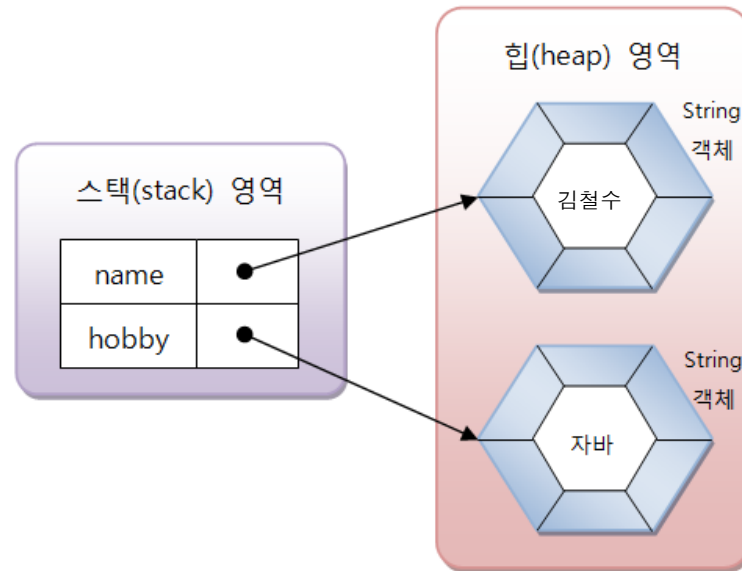 스택(stack) 영역
name
hobby
힙(heap) 영역
String
객체
김철수
String
객체
자바